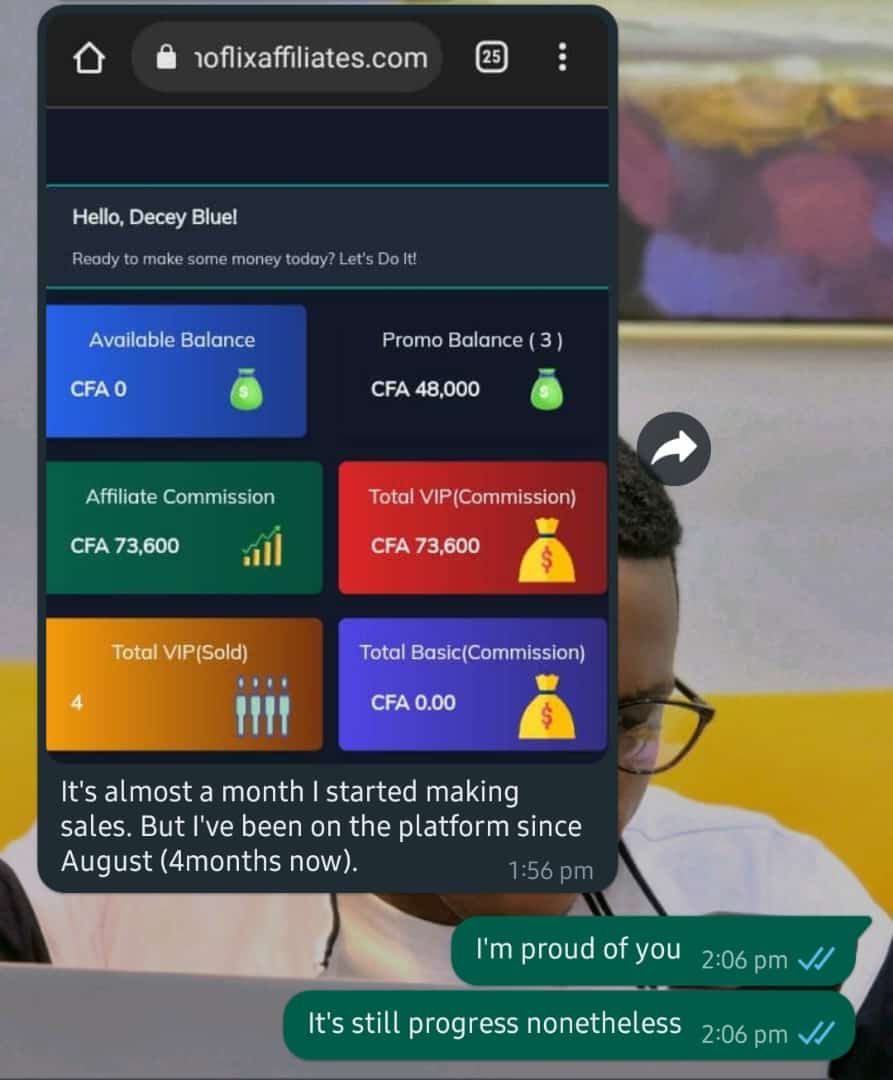 noflixaffiliates.com
25
Hello, Decey Blue!
Ready to make some money today? Let's Do It!
Available Balance
CFA 0
Promo Balance ( 3 )
CFA 48,000
Affiliate Commission
CFA 73,600
Total VIP(Commission)
CFA 73,600
Total VIP(Sold)
4
Total Basic(Commission)
CFA 0.00
It's almost a month I started making
sales. But I've been on the platform since
August (4months now).
1:56 pm
I'm proud of you 2:06 pm
It's still progress nonetheless 2:06 pm